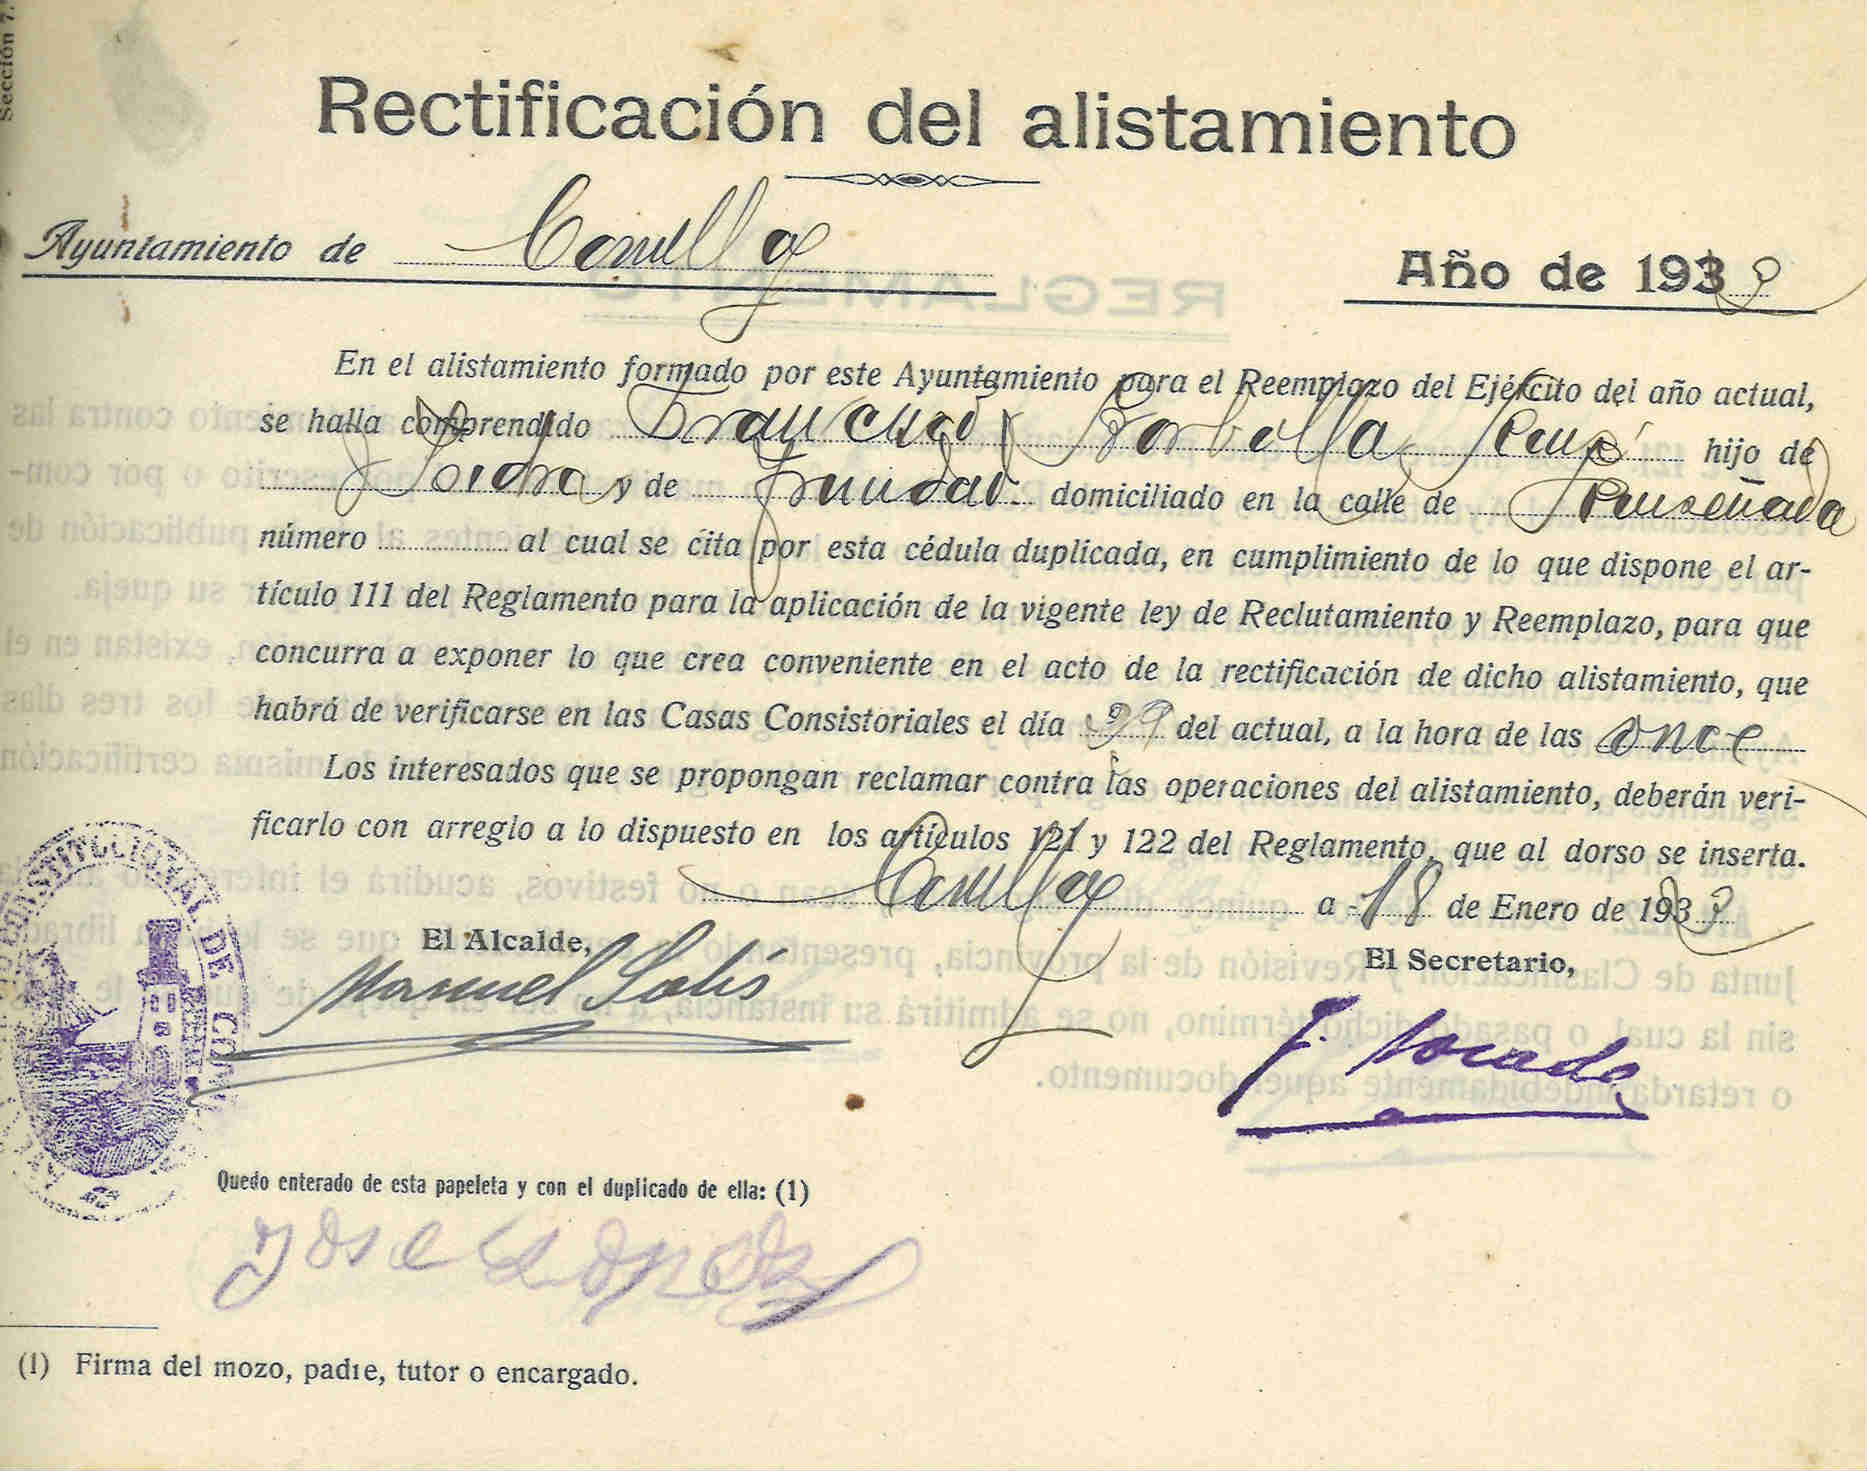 Sección 7.
Rectificación del alistamiento
Ayuntamiento de Comillas Año de 1933
En el alistamiento formado por este Ayuntamiento para el Reemplazo del Ejército del año actual,
se halla comprendido Francisco Borbolla hijo de
Isidro y de Trinidad domiciliado en la calle de
número al cual se cita por esta cédula duplicada, en cumplimiento de lo que dispone el ar-
tículo 111 del Reglamento para la aplicación de la vigente ley de Reclutamiento y Reemplazo, para que
concurra a exponer lo que crea conveniente en el acto de la rectificación de dicho alistamiento, que
habrá de verificarse en las Casas Consistoriales el día 29 del actual, a la hora de las once
Los interesados que se propongan reclamar contra las operaciones del alistamiento, deberán veri-
ficarlo con arreglo a lo dispuesto en los artículos 121 y 122 del Reglamento, que al dorso se inserta.
Comillas a 18 de Enero de 1933
El Alcalde, El Secretario,
Manuel Solís
Quedo enterado de esta papeleta y con el duplicado de ella: (1)
Jose
(1) Firma del mozo, padre, tutor o encargado.